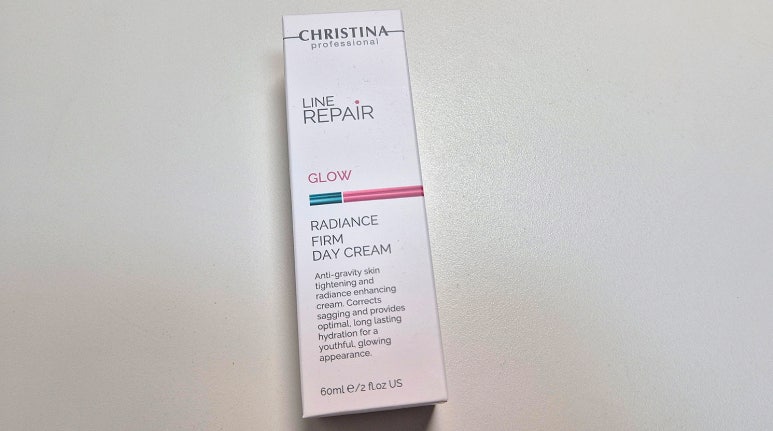 CHRISTINA
professional
LINE
REPAIR
GLOW
RADIANCE
FIRM
DAY CREAM
Anti-gravity skin
tightening and
radiance enhancing
cream. Corrects
sagging and provides
optimal, long lasting
hydration for a
youthful, glowing
appearance.
60ml ℮/2 fl.oz US